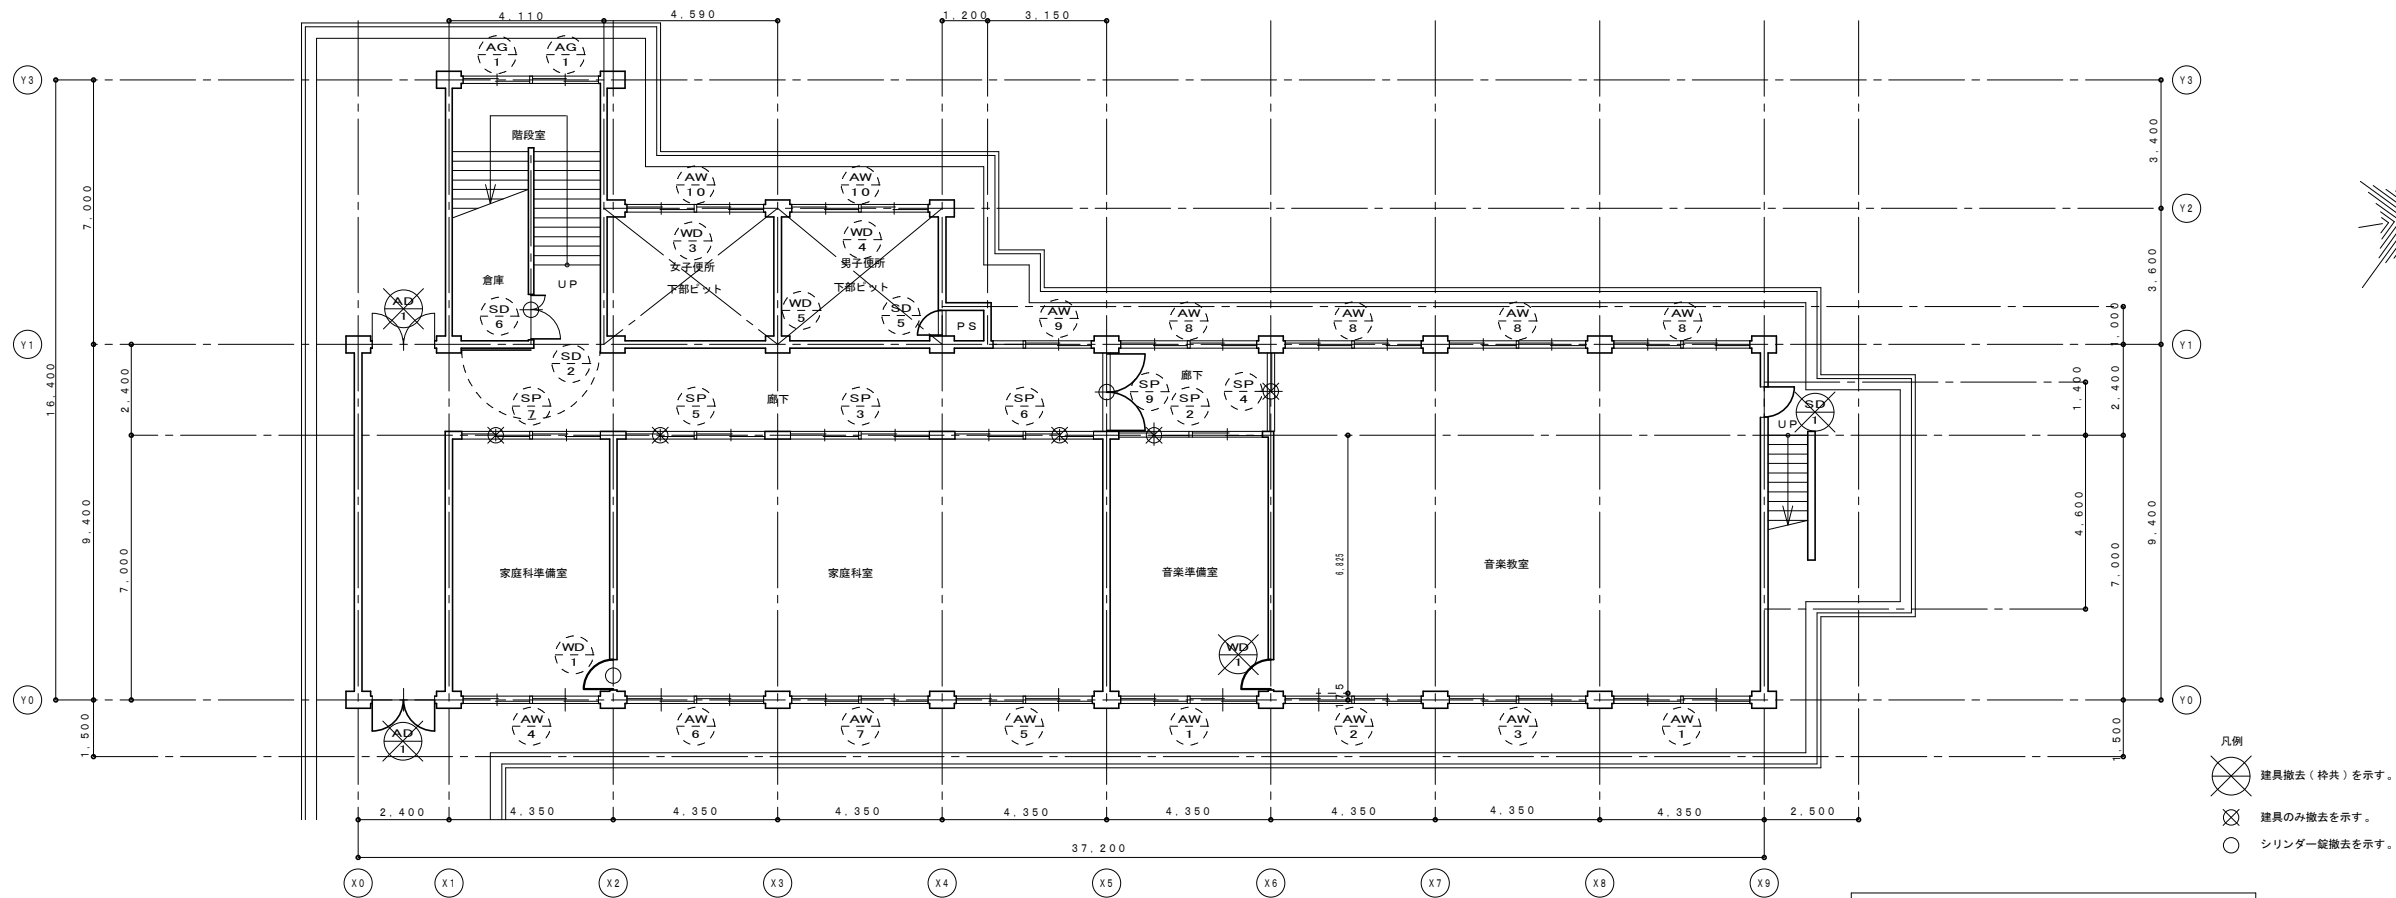 4,110
4,590
1,200
3,150
AG
1
AG
1
Y3
Y3
階段室
3,400
7,000
AW
10
AW
10
Y2
WD
3
WD
4
女子便所
下部ピット
男子便所
下部ピット
3,600
倉庫
UP
AD
1
SD
6
WD
5
SD
5
PS
AW
9
AW
8
AW
8
AW
8
AW
8
1,000
Y1
Y1
SD
2
16,400
2,400
SP
7
SP
5
廊下
SP
3
SP
6
SP
9
廊下
SP
2
SP
4
SD
1
UP
1,400
2,400
9,400
7,000
家庭科準備室
家庭科室
音楽準備室
6,825
音楽教室
4,600
7,000
9,400
WD
1
WD
1
175
Y0
Y0
1,500
AD
1
AW
4
AW
6
AW
7
AW
5
AW
1
AW
2
AW
3
AW
1
1,500
凡例
建具撤去（枠共）を示す。
建具のみ撤去を示す。
シリンダー錠撤去を示す。
2,400
4,350
4,350
4,350
4,350
4,350
4,350
4,350
4,350
2,500
37,200
X0
X1
X2
X3
X4
X5
X6
X7
X8
X9